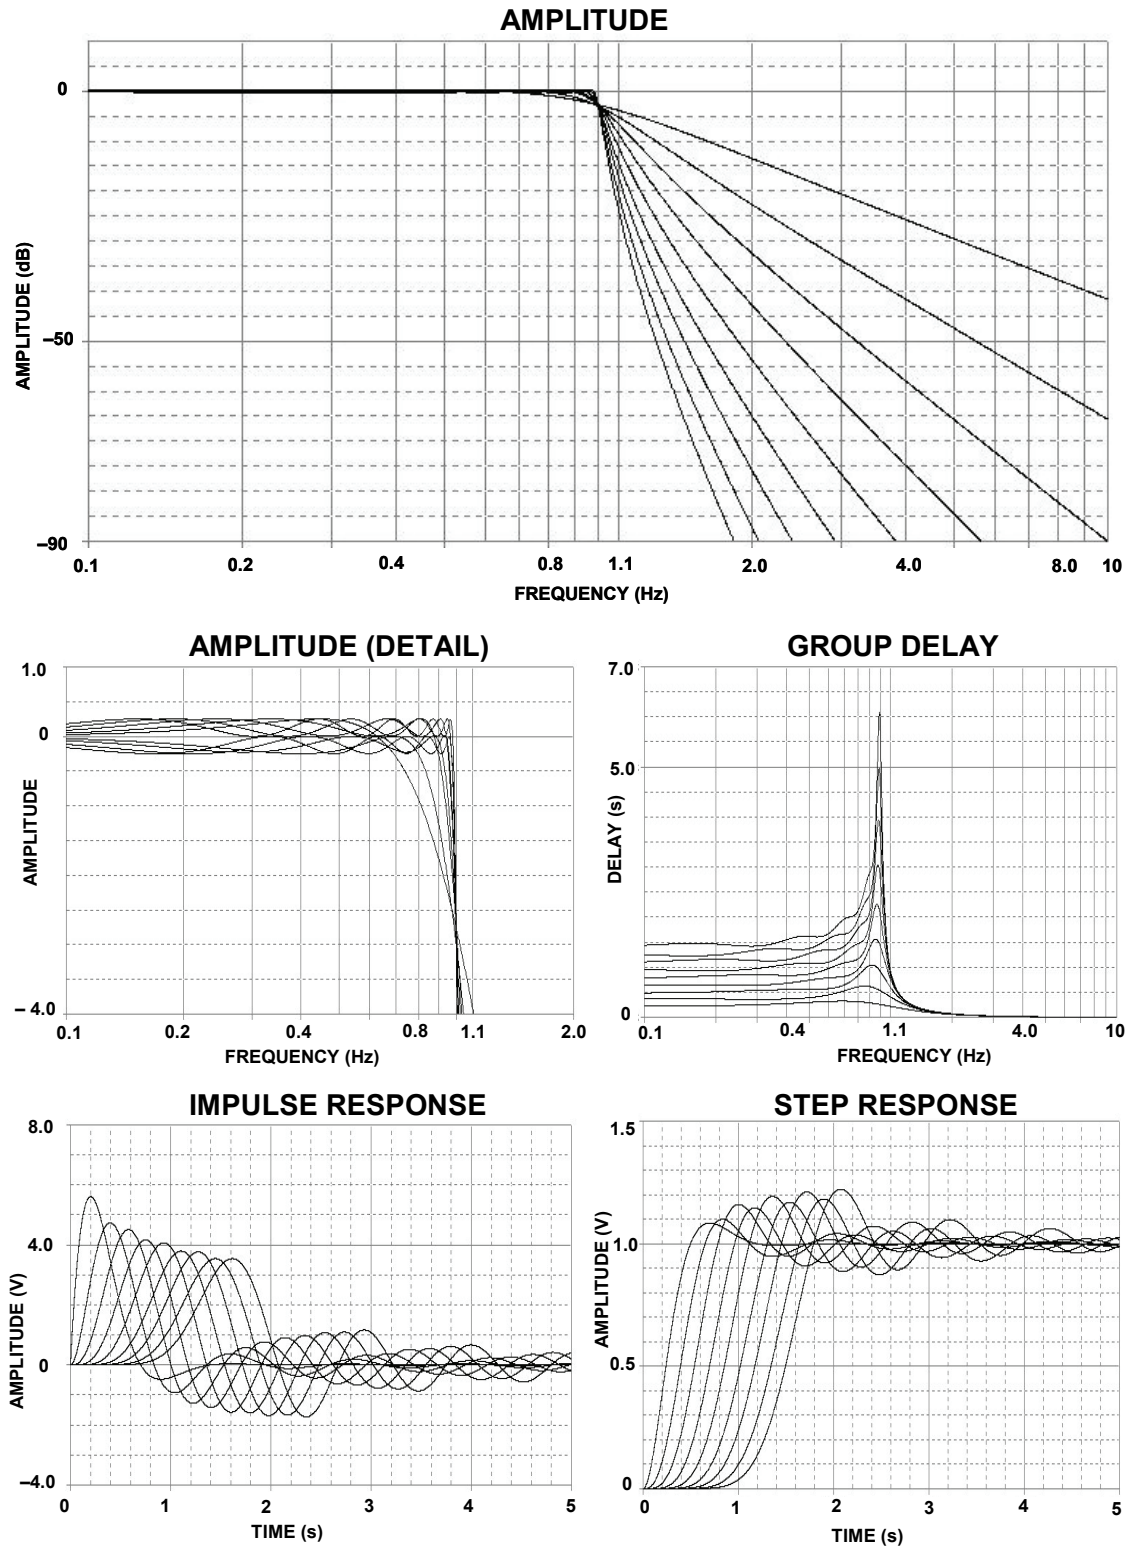 AMPLITUDE
AMPLITUDE (dB)
0
–50
–90
0.1 0.2 0.4 0.8 1.1 2.0 4.0 8.0 10
FREQUENCY (Hz)
AMPLITUDE (DETAIL)
AMPLITUDE
1.0
0
– 4.0
0.1 0.2 0.4 0.8 1.1 2.0
FREQUENCY (Hz)
GROUP DELAY
DELAY (s)
7.0
5.0
0
0.1 0.4 1.1 4.0 10
FREQUENCY (Hz)
IMPULSE RESPONSE
AMPLITUDE (V)
8.0
4.0
0
–4.0
0 1 2 3 4 5
TIME (s)
STEP RESPONSE
AMPLITUDE (V)
1.5
1.0
0.5
0
0 1 2 3 4 5
TIME (s)